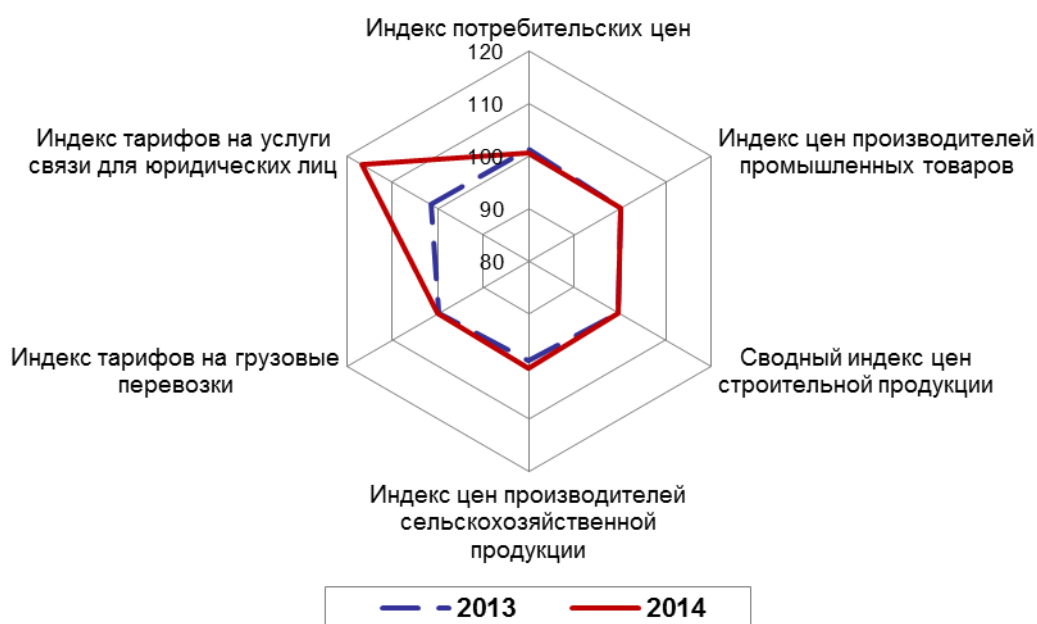 Индекс потребительских цен
120
110
100
90
80
Индекс цен производителей
промышленных товаров
Сводный индекс цен
строительной продукции
Индекс цен производителей
сельскохозяйственной
продукции
Индекс тарифов на грузовые
перевозки
Индекс тарифов на услуги
связи для юридических лиц
2013
2014